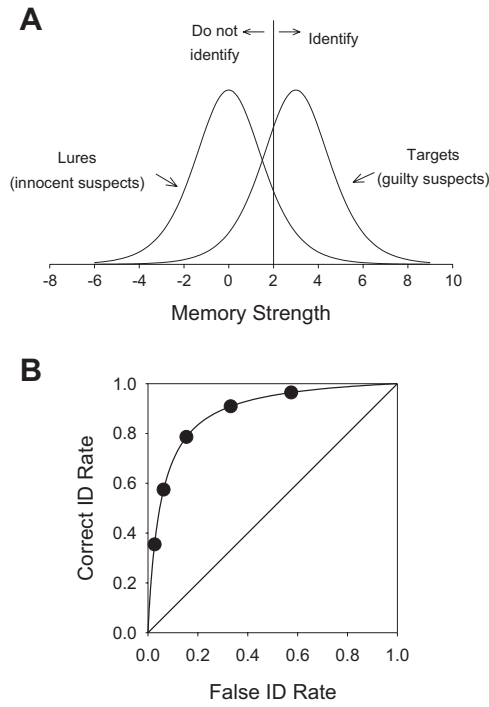 A
Do not
identify
Identify
Lures
(innocent suspects)
Targets
(guilty suspects)
-8 -6 -4 -2 0 2 4 6 8 10
Memory Strength
B
1.0
0.8
0.6
0.4
0.2
0.0
Correct ID Rate
0.0 0.2 0.4 0.6 0.8 1.0
False ID Rate